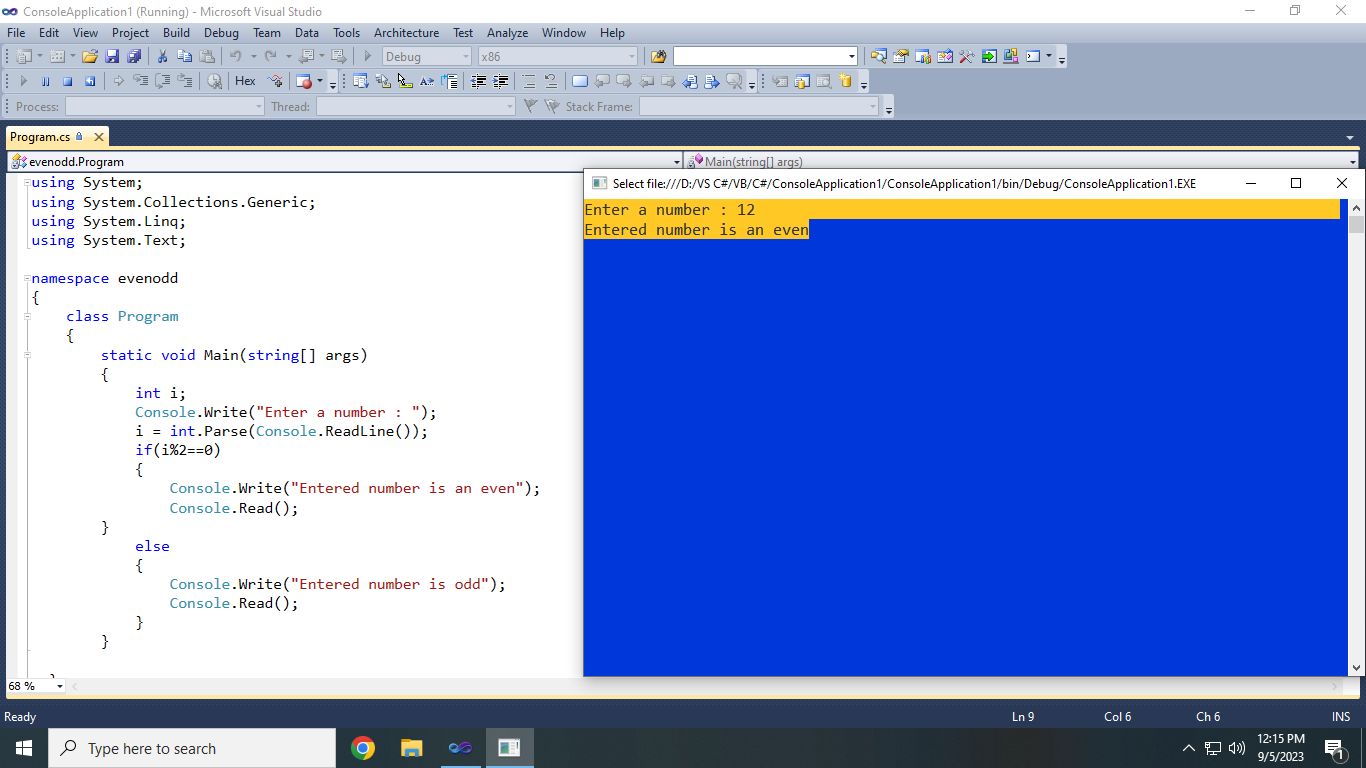 ConsoleApplication1 (Running) - Microsoft Visual Studio
File Edit View Project Build Debug Team Data Tools Architecture Test Analyze Window Help
Debug x86
Hex
Process: Thread: Stack Frame:
Program.cs
evenodd.Program Main(string[] args)
Select file:///D:/VS C#/VB/C#/ConsoleApplication1/ConsoleApplication1/bin/Debug/ConsoleApplication1.EXE
Enter a number : 12
Entered number is an even
using System;
using System.Collections.Generic;
using System.Linq;
using System.Text;
namespace evenodd
{
class Program
{
static void Main(string[] args)
{
int i;
Console.Write("Enter a number : ");
i = int.Parse(Console.ReadLine());
if(i%2==0)
{
Console.Write("Entered number is an even");
Console.Read();
}
else
{
Console.Write("Entered number is odd");
Console.Read();
}
}
68 %
Ready Ln 9 Col 6 Ch 6 INS
Type here to search
12:15 PM
9/5/2023
1